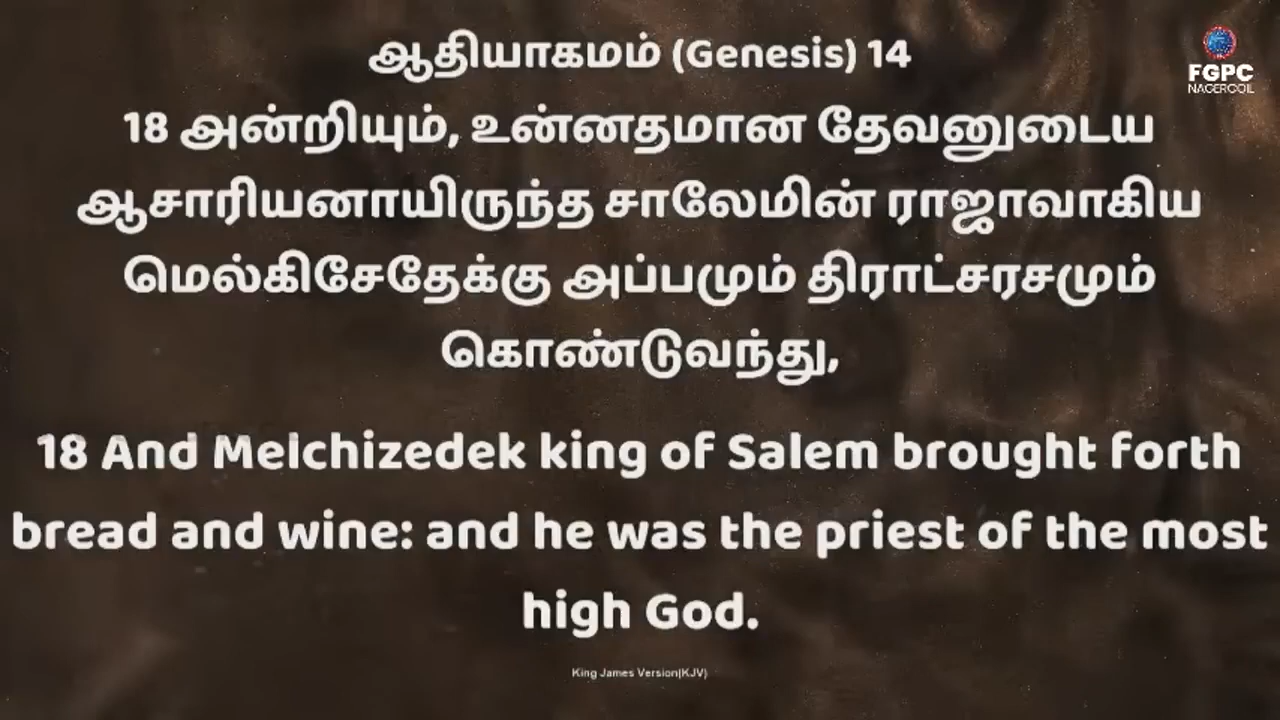 ஆதியாகமம் (Genesis) 14
FGPC
NAGERCOIL
18 அன்றியும், உன்னதமான தேவனுடைய
ஆசாரியனாயிருந்த சாலேமின் ராஜாவாகிய
மெல்கிசேதேக்கு அப்பமும் திராட்சரசமும்
கொண்டுவந்து,
18 And Melchizedek king of Salem brought forth
bread and wine: and he was the priest of the most
high God.
King James Version(KJV)